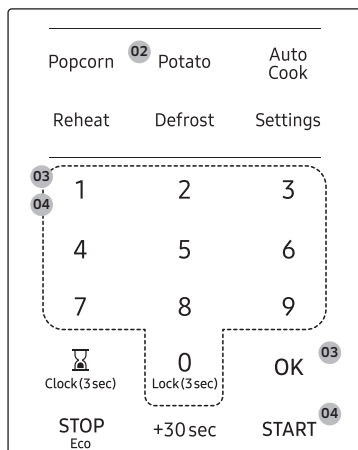 Popcorn 02 Potato Auto
Cook
Reheat Defrost Settings
03
04 1 2 3
4 5 6
7 8 9
0 OK 03
Clock(3 sec) Lock(3 sec)
STOP +30 sec START 04
Eco